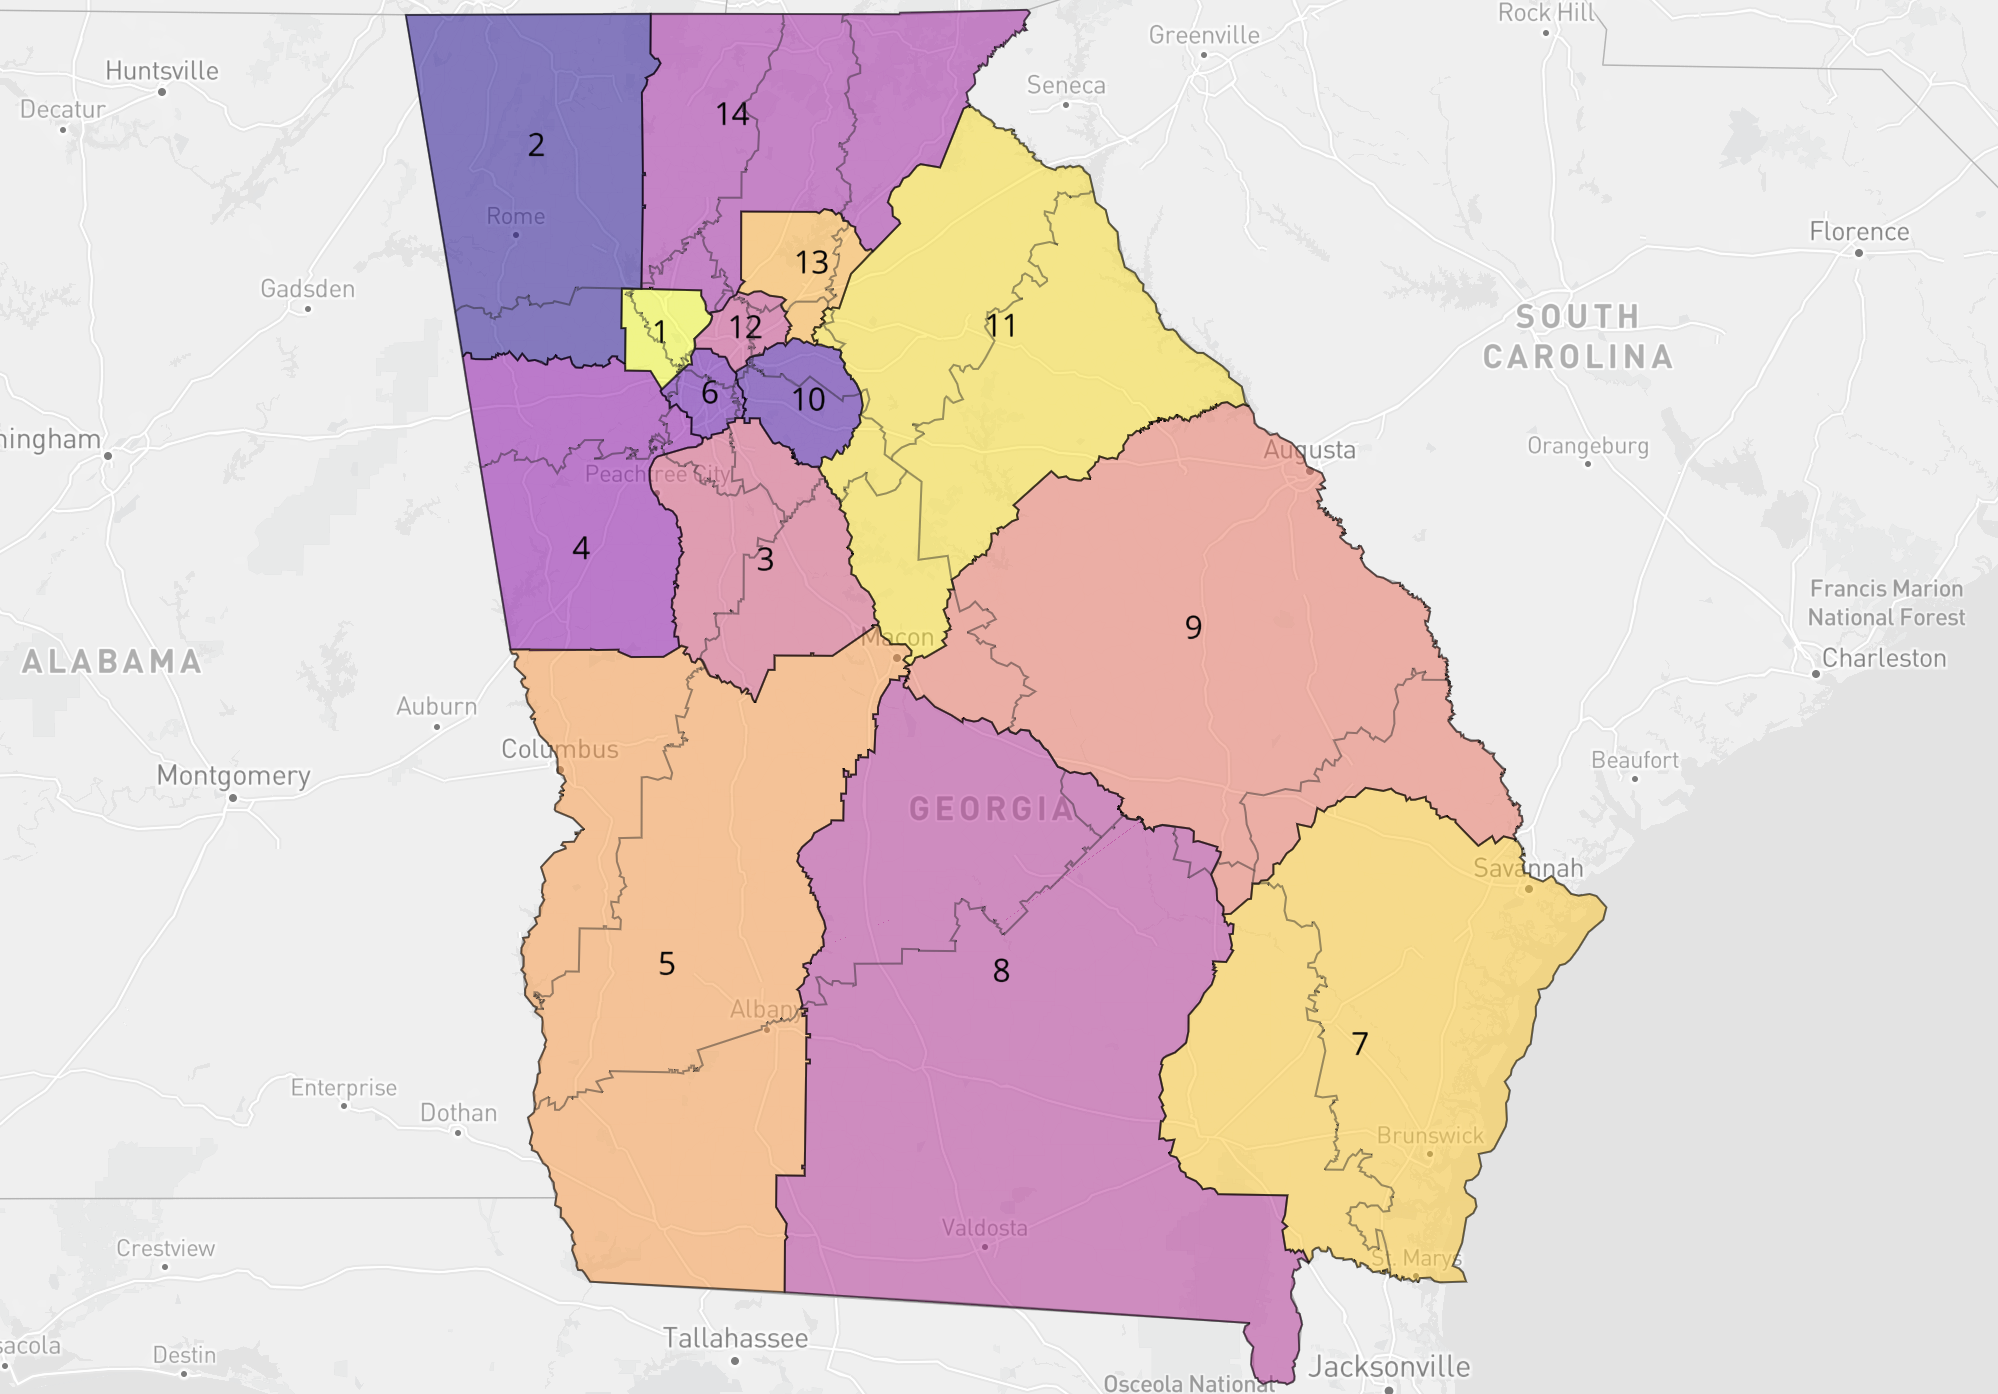 Rock Hill
Greenville
Huntsville
Seneca
Decatur
14
2
Rome
Florence
13
Gadsden
SOUTH
CAROLINA
1
12
11
6
10
hingham
Augusta
Orangeburg
Peachtree City
4
3
Francis Marion
National Forest
9
Macon
ALABAMA
Charleston
Auburn
Columbus
Beaufort
Montgomery
GEORGIA
Savannah
5
8
Albany
7
Enterprise
Dothan
Brunswick
Valdosta
Crestview
St. Marys
Tallahassee
sacola
Destin
Jacksonville
Osceola National